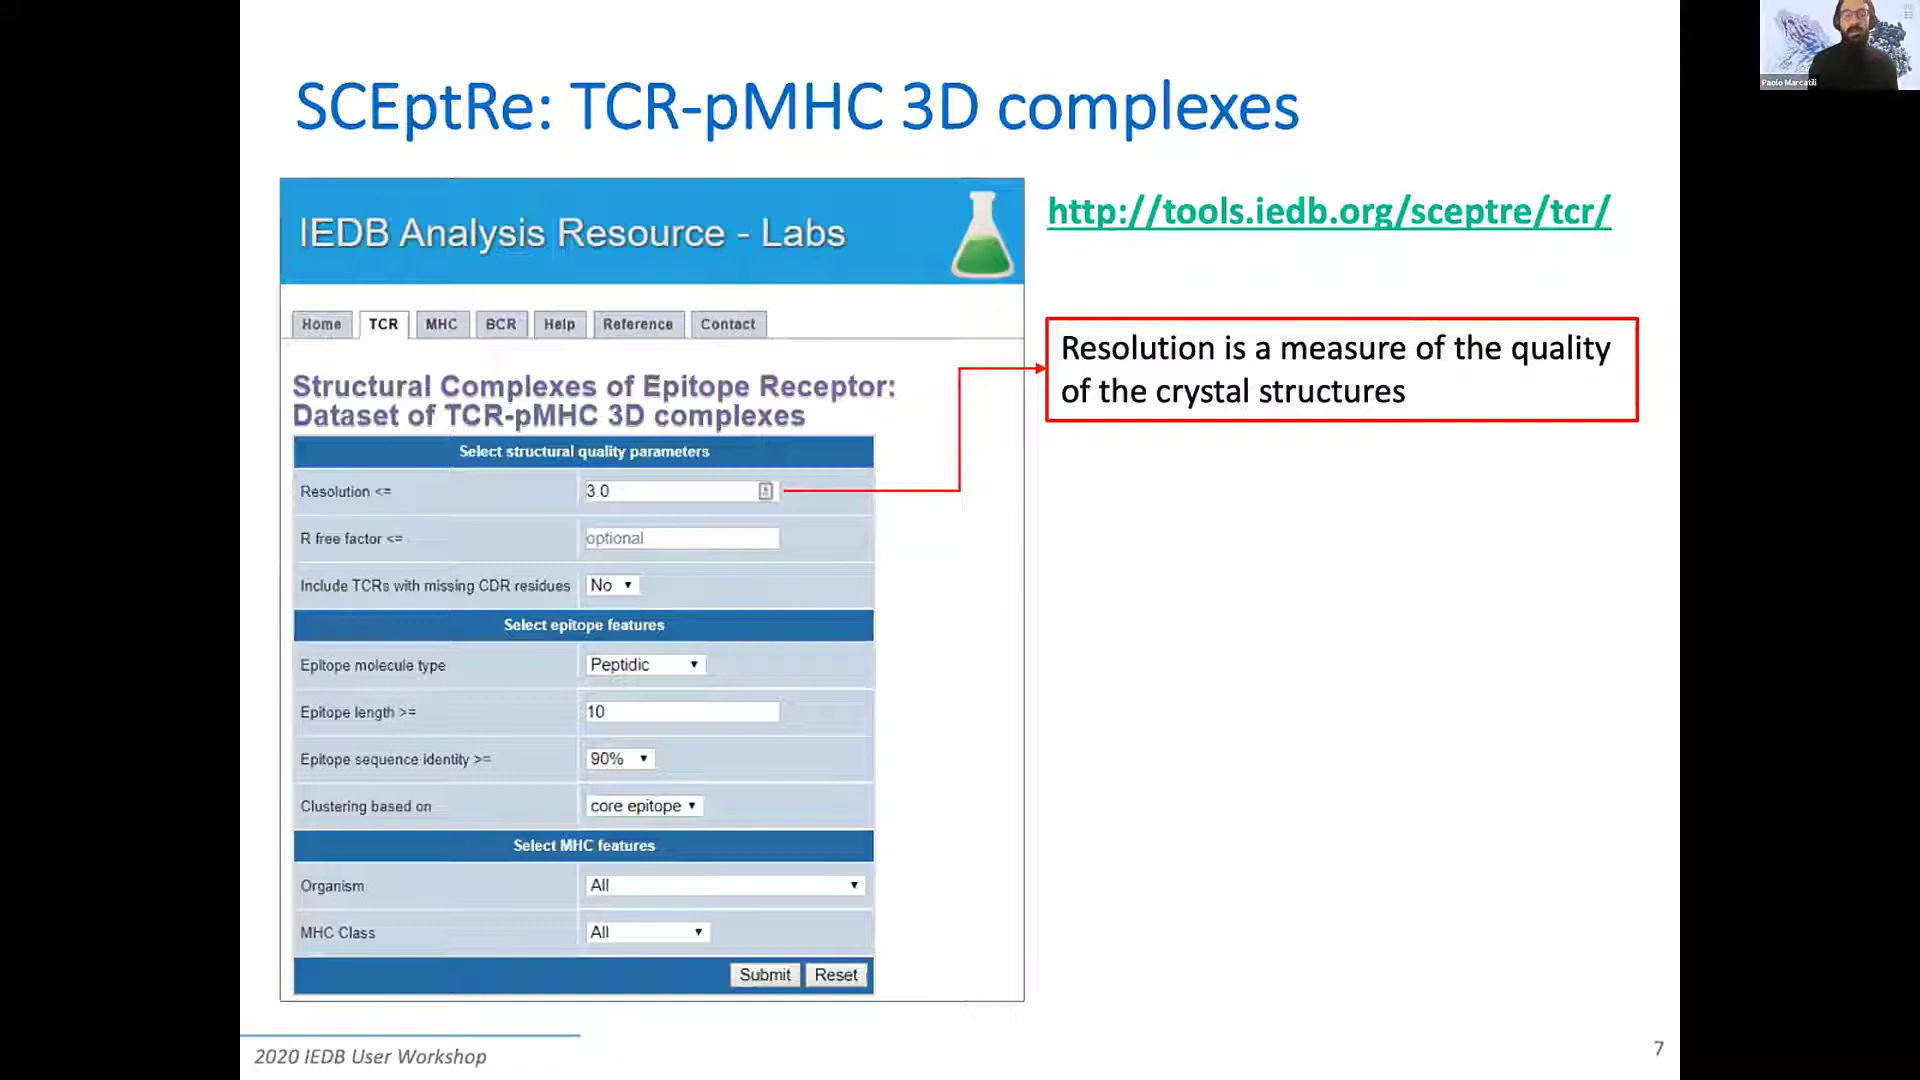 SCEptRe: TCR-pMHC 3D complexes
IEDB Analysis Resource - Labs
Home TCR MHC BCR Help Reference Contact
Structural Complexes of Epitope Receptor:
Dataset of TCR-pMHC 3D complexes
Select structural quality parameters
Resolution <= 3.0
R free factor <= optional
Include TCRs with missing CDR residues No
Select epitope features
Epitope molecule type Peptidic
Epitope length >= 10
Epitope sequence identity >= 90%
Clustering based on core epitope
Select MHC features
Organism All
MHC Class All
Submit Reset
http://tools.iedb.org/sceptre/tcr/
Resolution is a measure of the quality
of the crystal structures
2020 IEDB User Workshop
7
Paolo Marcatili